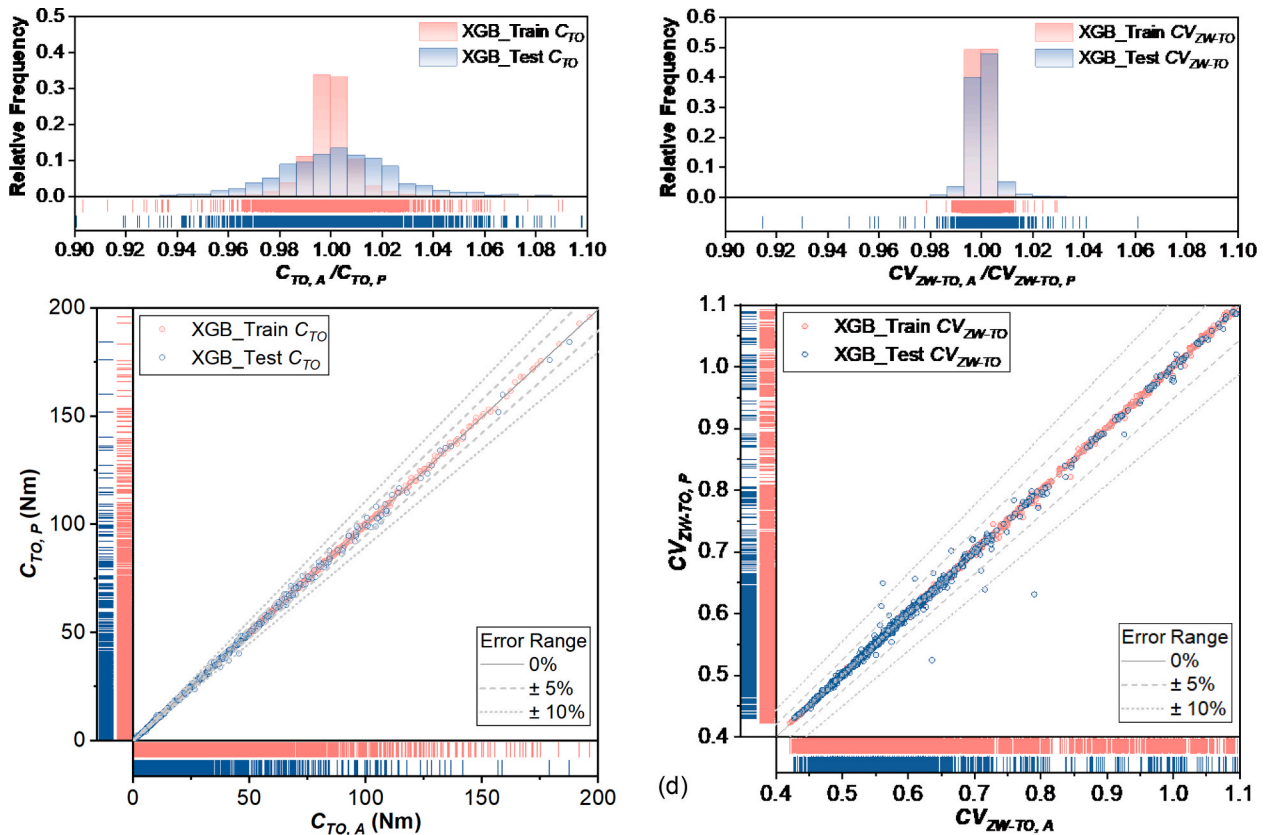 0.5
0.4
0.3
0.2
0.1
0.0
Relative Frequency
XGB_Train C_TO
XGB_Test C_TO
0.90 0.92 0.94 0.96 0.98 1.00 1.02 1.04 1.06 1.08 1.10
C_TO, A /C_TO, P
0.6
0.5
0.4
0.3
0.2
0.1
0.0
Relative Frequency
XGB_Train CV_ZW-TO
XGB_Test CV_ZW-TO
0.90 0.92 0.94 0.96 0.98 1.00 1.02 1.04 1.06 1.08 1.10
CV_ZW-TO, A /CV_ZW-TO, P
200
150
100
50
0
C_TO, P (Nm)
XGB_Train C_TO
XGB_Test C_TO
Error Range
0%
± 5%
± 10%
0 50 100 150 200
C_TO, A (Nm)
1.1
1.0
0.9
0.8
0.7
0.6
0.5
0.4
CV_ZW-TO, P
XGB_Train CV_ZW-TO
XGB_Test CV_ZW-TO
Error Range
0%
± 5%
± 10%
(d)
0.4 0.5 0.6 0.7 0.8 0.9 1.0 1.1
CV_ZW-TO, A